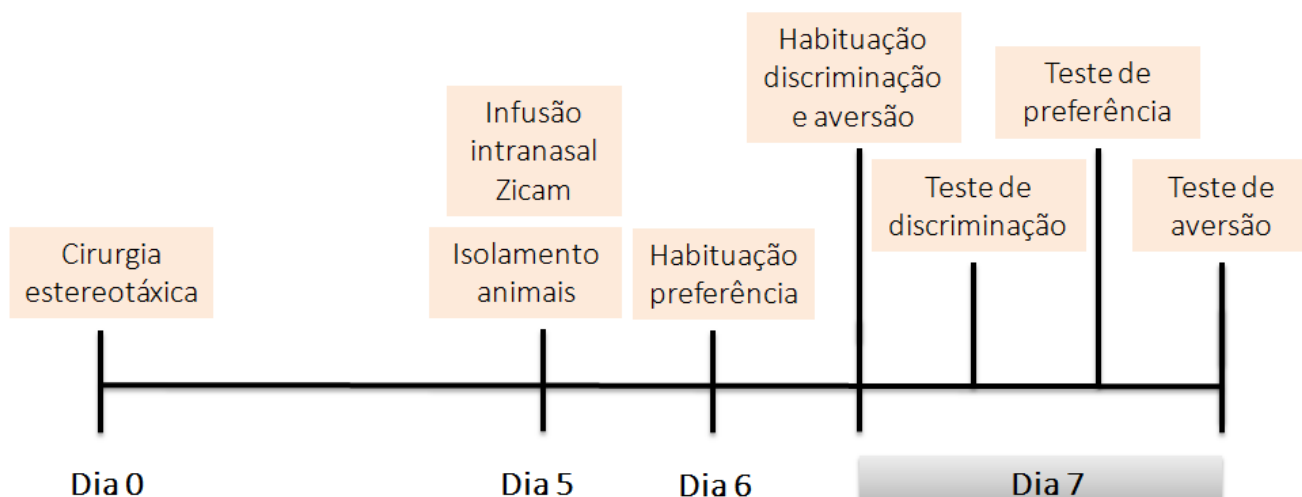 Cirurgia
estereotáxica
Infusão
intranasal
Zicam
Isolamento
animais
Habituação
preferência
Habituação
discriminação
e aversão
Teste de
discriminação
Teste de
preferência
Teste de
aversão
Dia 0
Dia 5
Dia 6
Dia 7